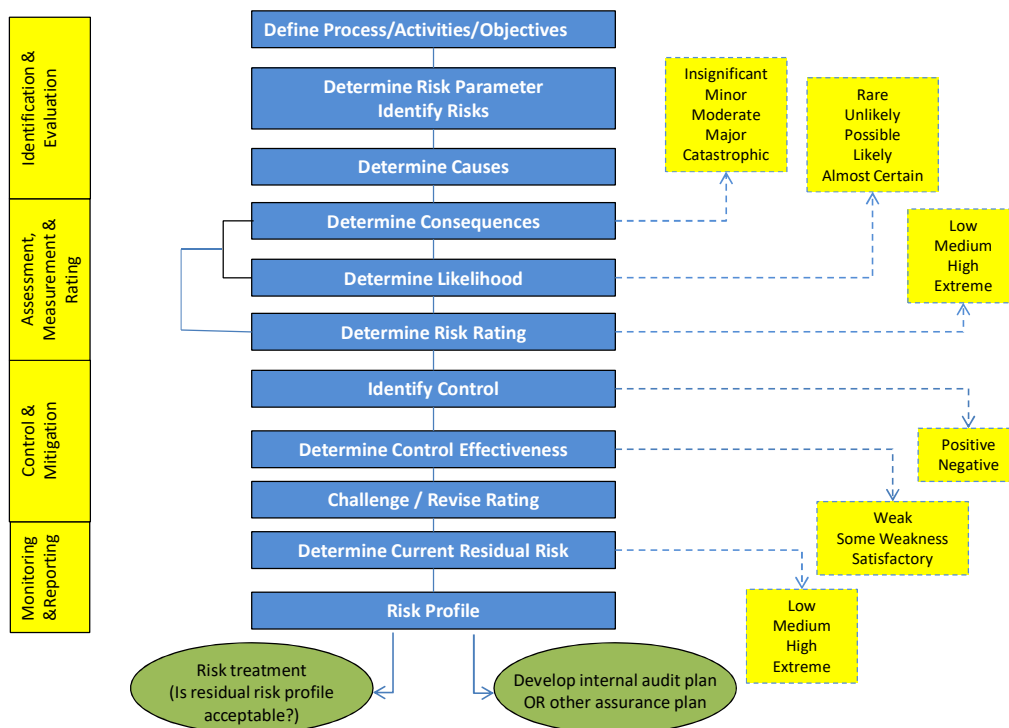 Identification &
Evaluation
Assessment,
Measurement &
Rating
Control &
Mitigation
Monitoring
&Reporting
Define Process/Activities/Objectives
Determine Risk Parameter
Identify Risks
Determine Causes
Determine Consequences
Determine Likelihood
Determine Risk Rating
Identify Control
Determine Control Effectiveness
Challenge / Revise Rating
Determine Current Residual Risk
Risk Profile
Insignificant
Minor
Moderate
Major
Catastrophic
Rare
Unlikely
Possible
Likely
Almost Certain
Low
Medium
High
Extreme
Positive
Negative
Weak
Some Weakness
Satisfactory
Low
Medium
High
Extreme
Risk treatment
(Is residual risk profile
acceptable?)
Develop internal audit plan
OR other assurance plan